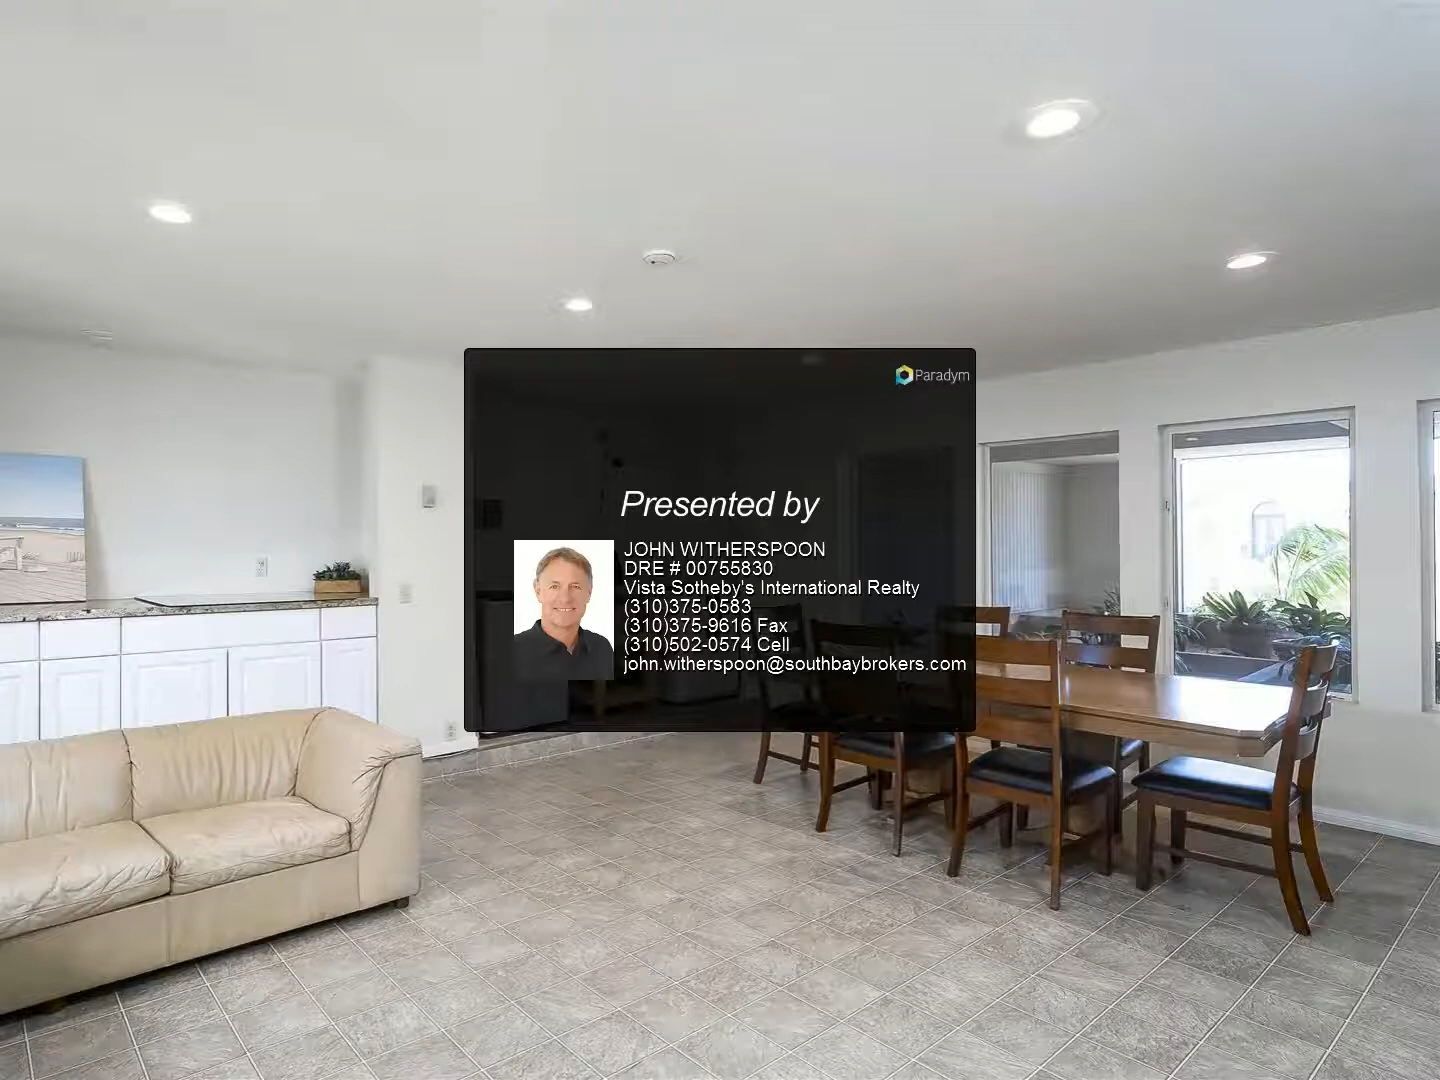 Paradym
Presented by
JOHN WITHERSPOON
DRE # 00755830
Vista Sotheby's International Realty
(310)375-0583
(310)375-9616 Fax
(310)502-0574 Cell
john.witherspoon@southbaybrokers.com